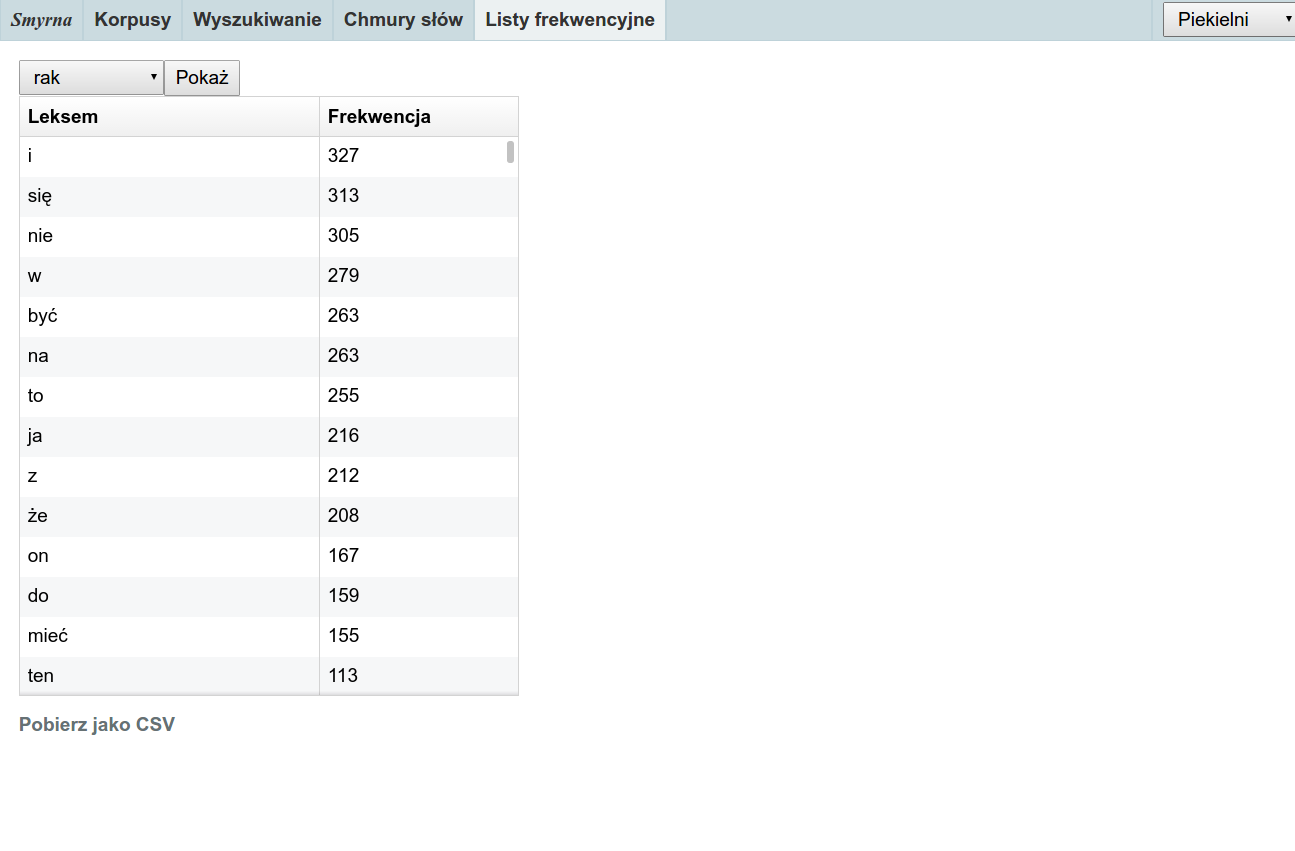 Smyrna Korpusy Wyszukiwanie Chmury słów Listy frekwencyjne Piekielni
rak Pokaż
Leksem Frekwencja
i 327
się 313
nie 305
w 279
być 263
na 263
to 255
ja 216
z 212
że 208
on 167
do 159
mieć 155
ten 113
Pobierz jako CSV